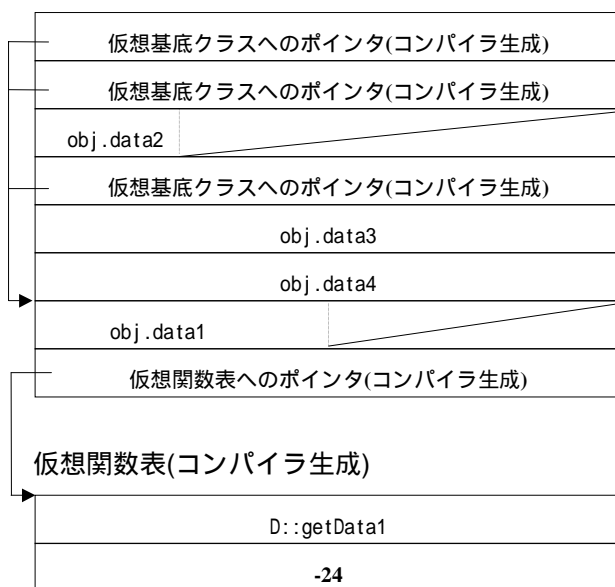 仮想基底クラスへのポインタ(コンパイラ生成)
仮想基底クラスへのポインタ(コンパイラ生成)
obj.data2
仮想基底クラスへのポインタ(コンパイラ生成)
obj.data3
obj.data4
obj.data1
仮想関数表へのポインタ(コンパイラ生成)
仮想関数表(コンパイラ生成)
D::getData1
-24